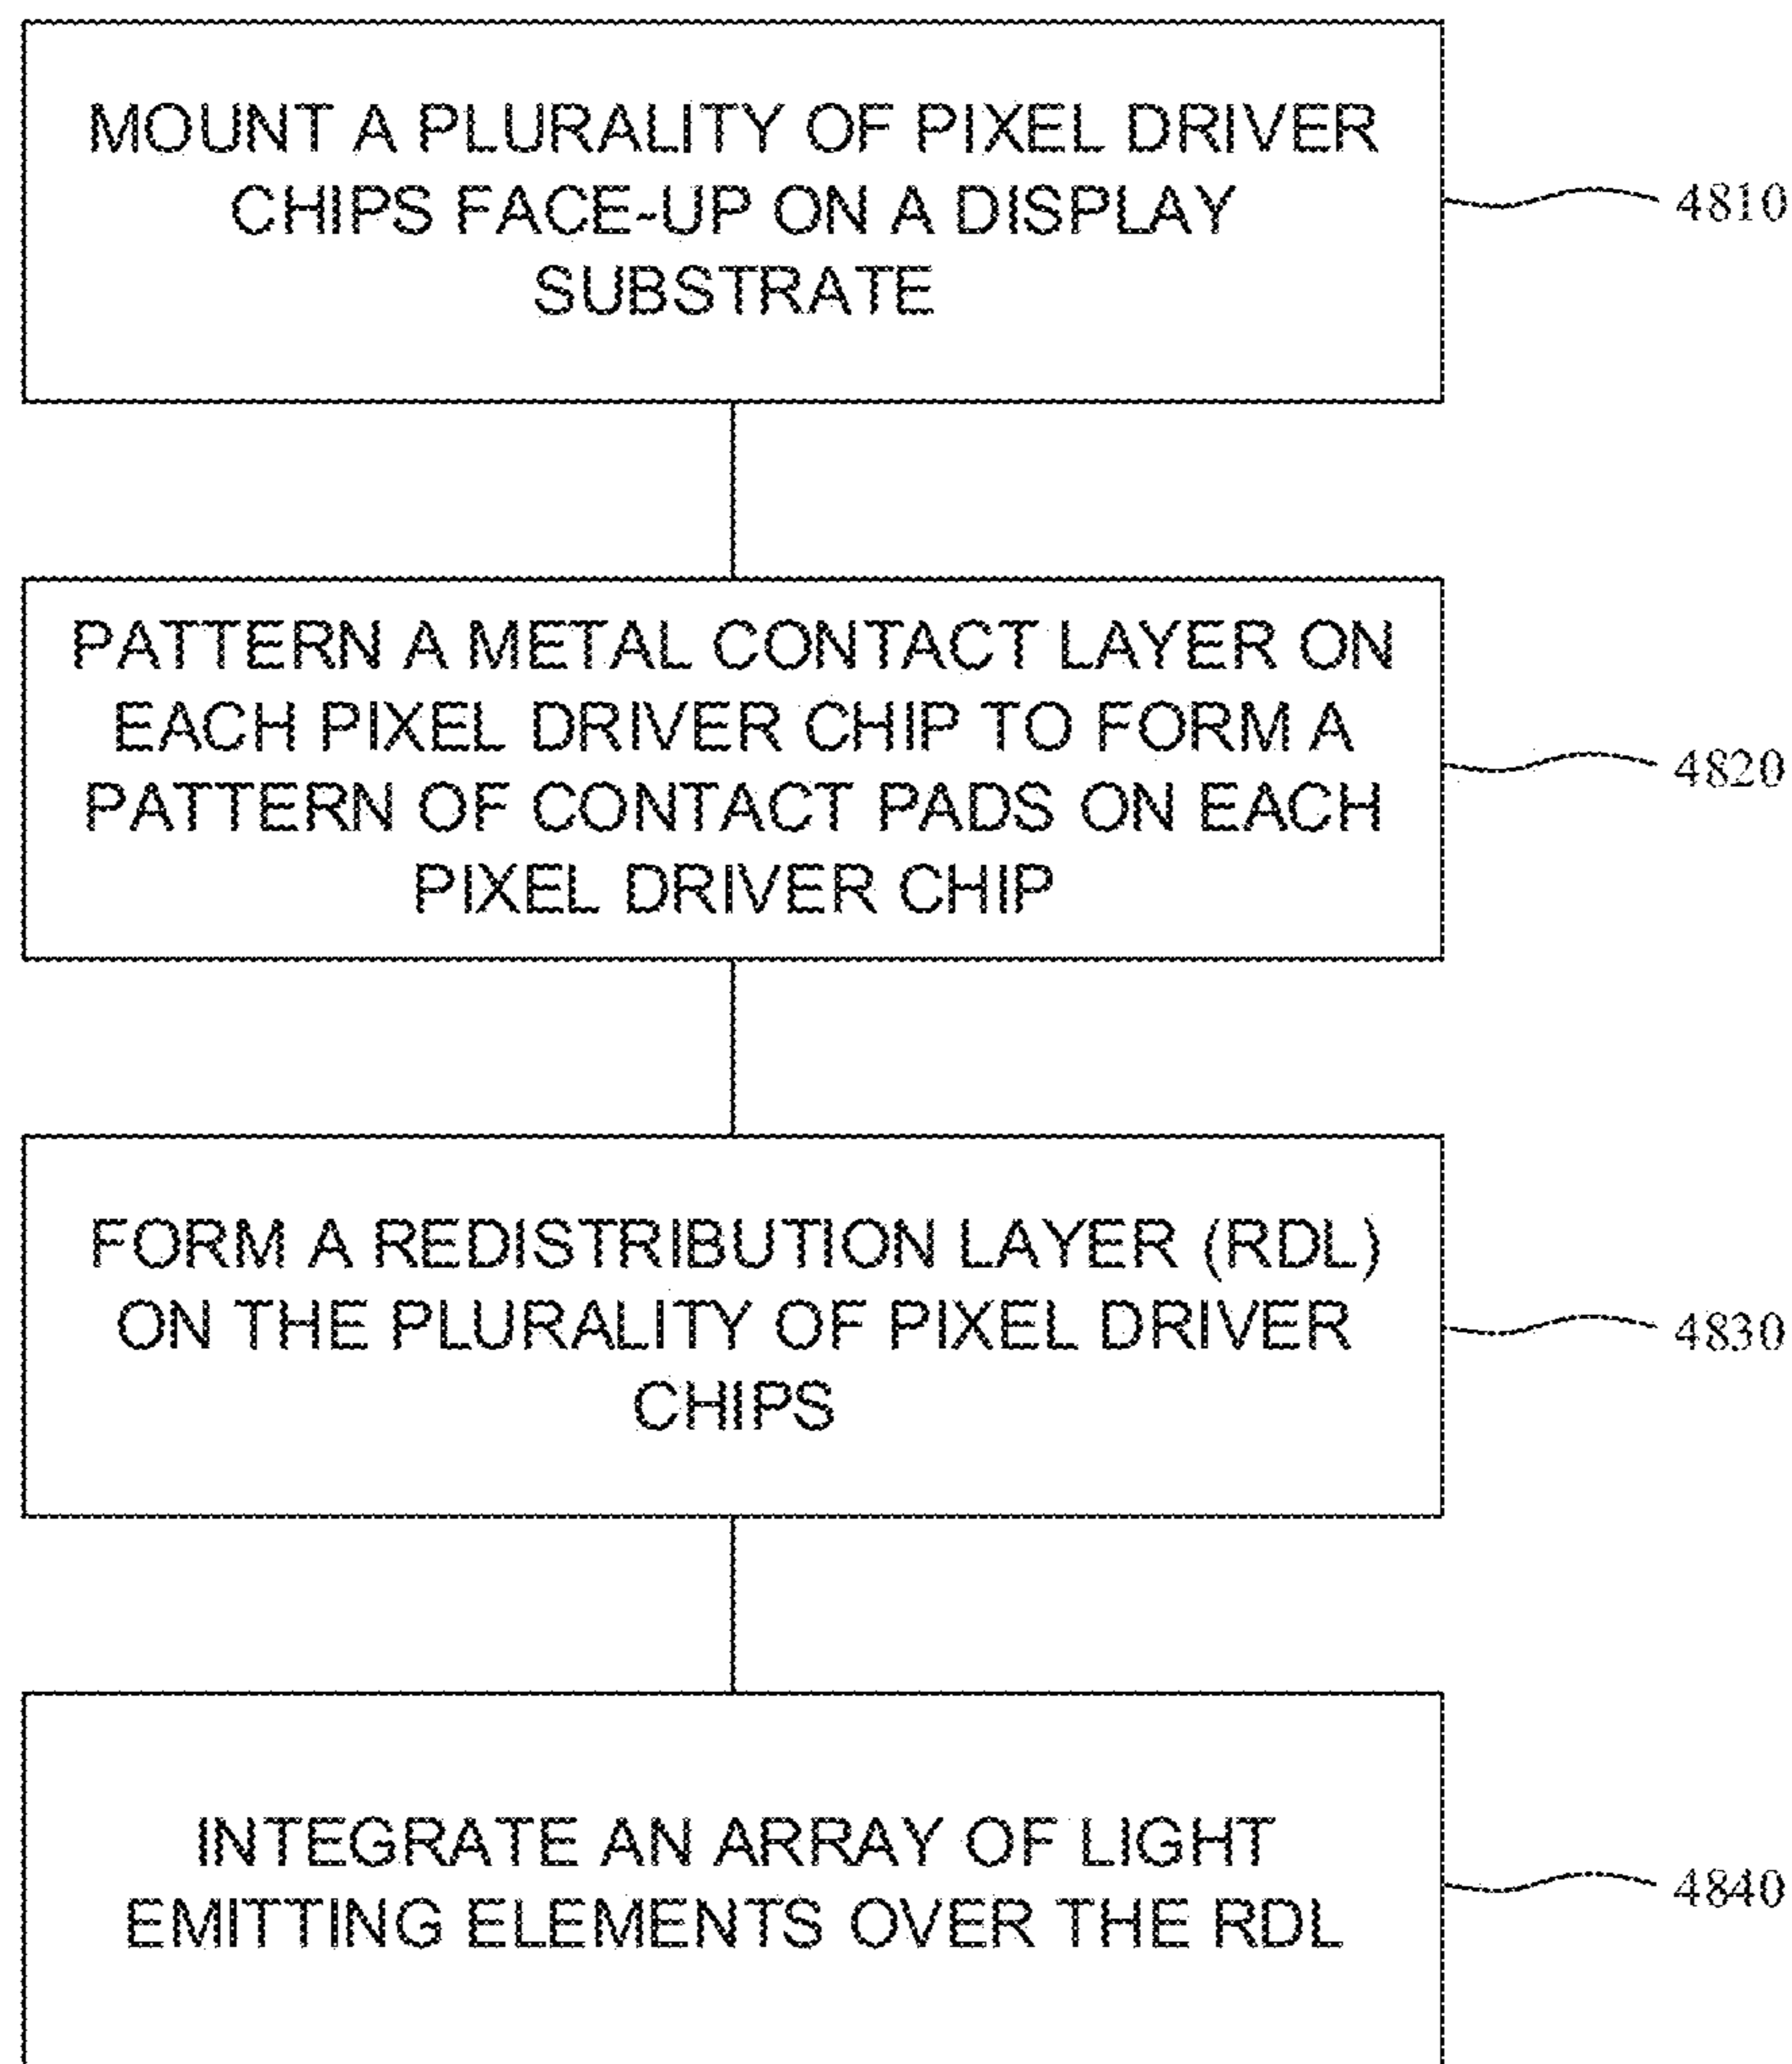 MOUNT A PLURALITY OF PIXEL DRIVER
CHIPS FACE-UP ON A DISPLAY
SUBSTRATE
4810
PATTERN A METAL CONTACT LAYER ON
EACH PIXEL DRIVER CHIP TO FORM A
PATTERN OF CONTACT PADS ON EACH
PIXEL DRIVER CHIP
4820
FORM A REDISTRIBUTION LAYER (RDL)
ON THE PLURALITY OF PIXEL DRIVER
CHIPS
4830
INTEGRATE AN ARRAY OF LIGHT
EMITTING ELEMENTS OVER THE RDL
4840